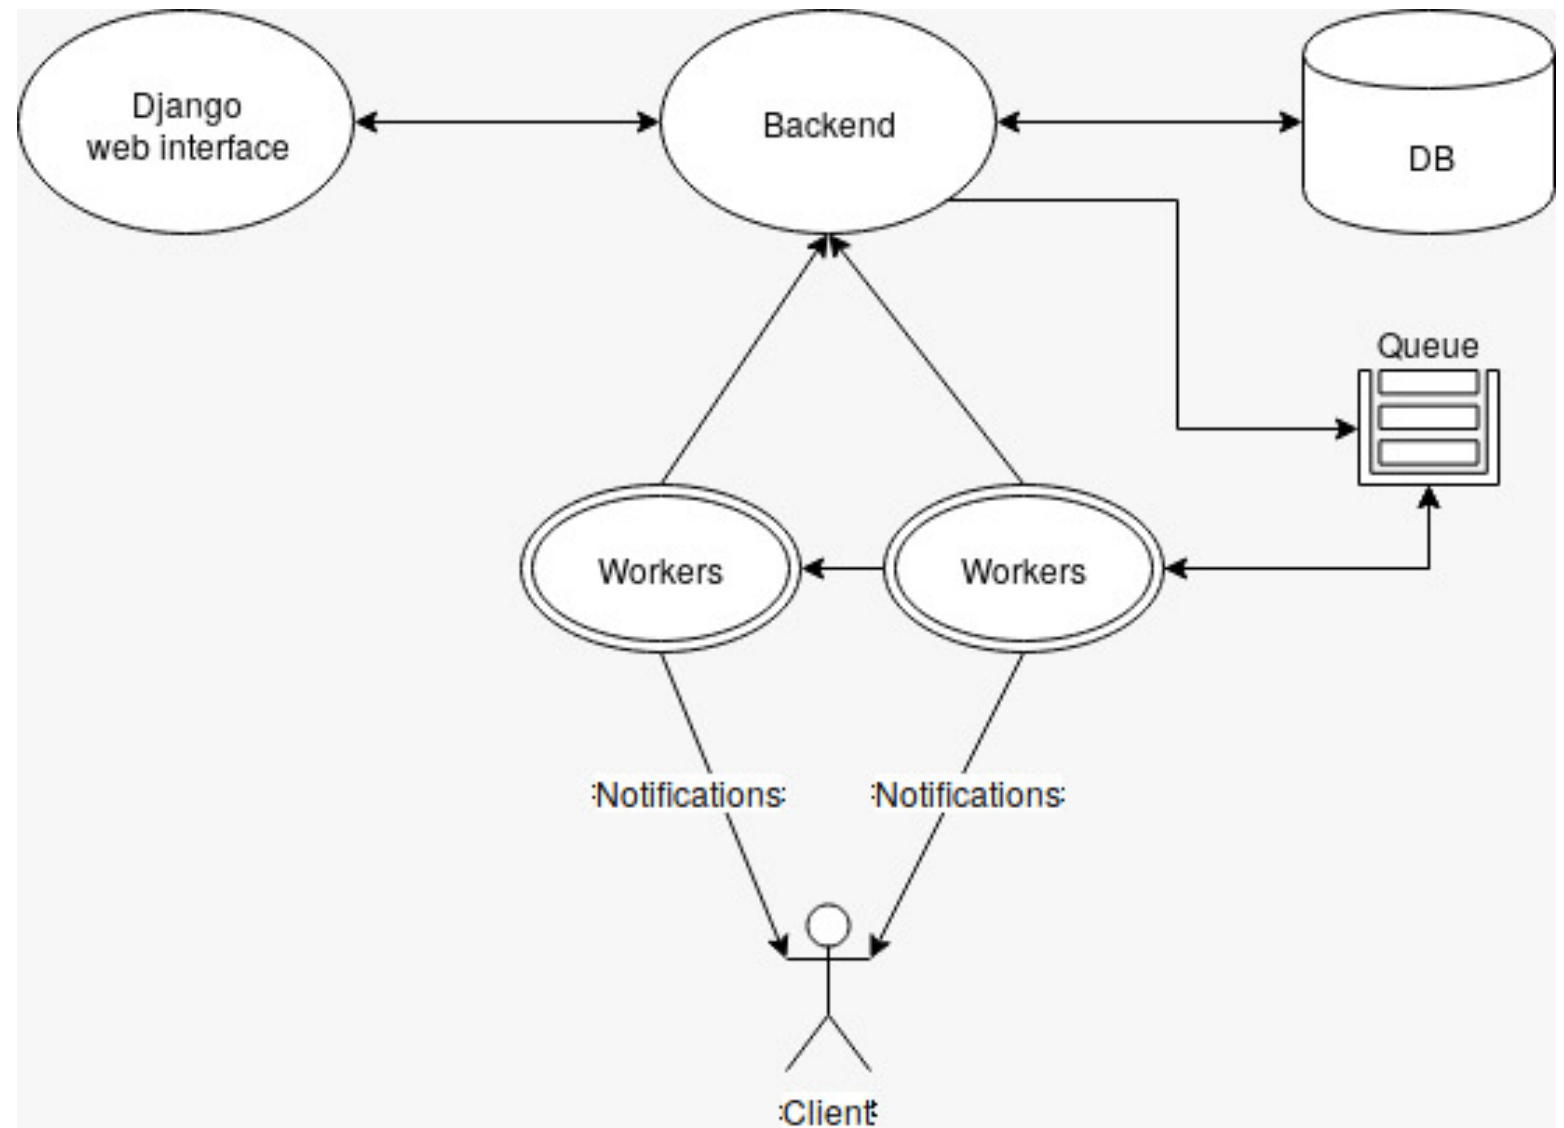 Django
web interface
Backend
DB
Queue
Workers
Workers
:Notifications:
:Notifications:
:Client: